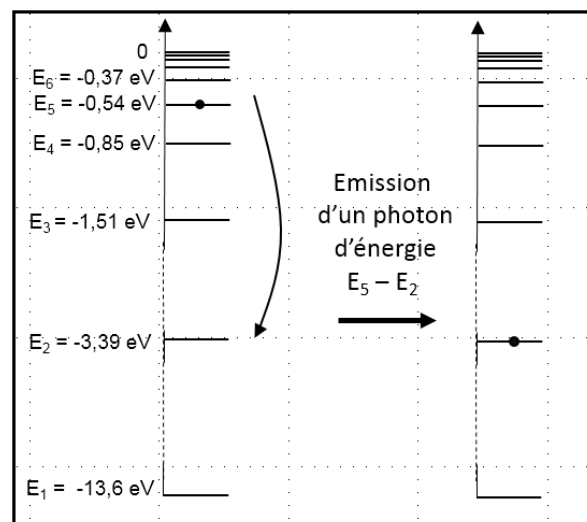 0
E₆ = -0,37 eV
E₅ = -0,54 eV
E₄ = -0,85 eV
E₃ = -1,51 eV
E₂ = -3,39 eV
E₁ = -13,6 eV
Emission
d'un photon
d'énergie
E₅ – E₂